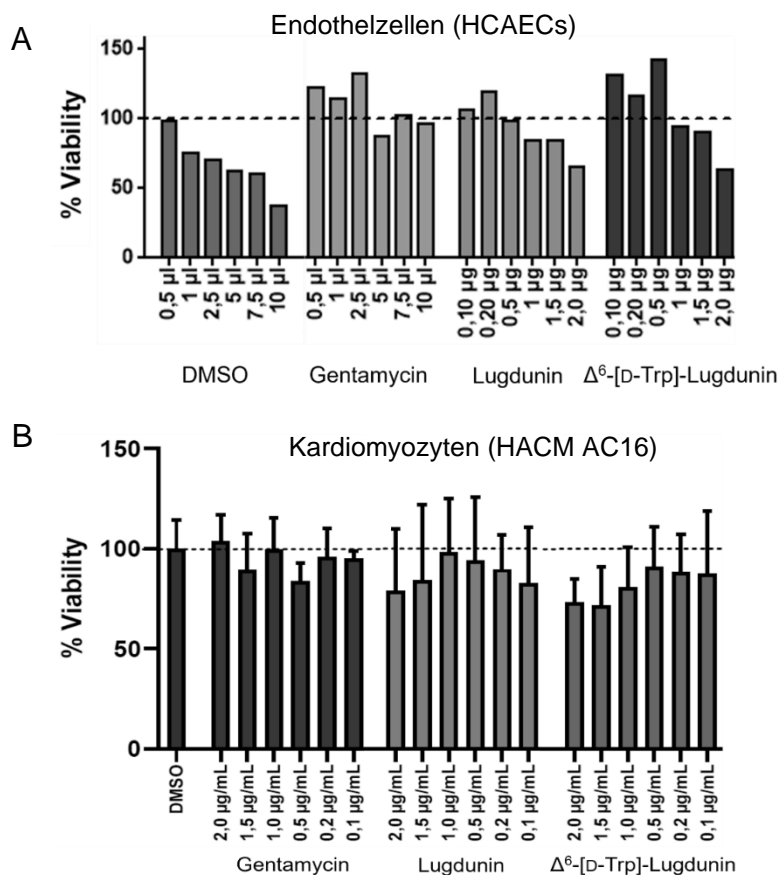 A
Endothelzellen (HCAECs)
% Viability
150
100
50
0
0,5 µl
1 µl
2,5 µl
5 µl
7,5 µl
10 µl
0,5 µl
1 µl
2,5 µl
5 µl
7,5 µl
10 µl
0,10 µg
0,20 µg
0,5 µg
1 µg
1,5 µg
2,0 µg
0,10 µg
0,20 µg
0,5 µg
1 µg
1,5 µg
2,0 µg
DMSO Gentamycin Lugdunin Δ⁶-[D-Trp]-Lugdunin
B
Kardiomyozyten (HACM AC16)
% Viability
150
100
50
0
DMSO
2,0 µg/mL
1,5 µg/mL
1,0 µg/mL
0,5 µg/mL
0,2 µg/mL
0,1 µg/mL
2,0 µg/mL
1,5 µg/mL
1,0 µg/mL
0,5 µg/mL
0,2 µg/mL
0,1 µg/mL
2,0 µg/mL
1,5 µg/mL
1,0 µg/mL
0,5 µg/mL
0,2 µg/mL
0,1 µg/mL
Gentamycin Lugdunin Δ⁶-[D-Trp]-Lugdunin